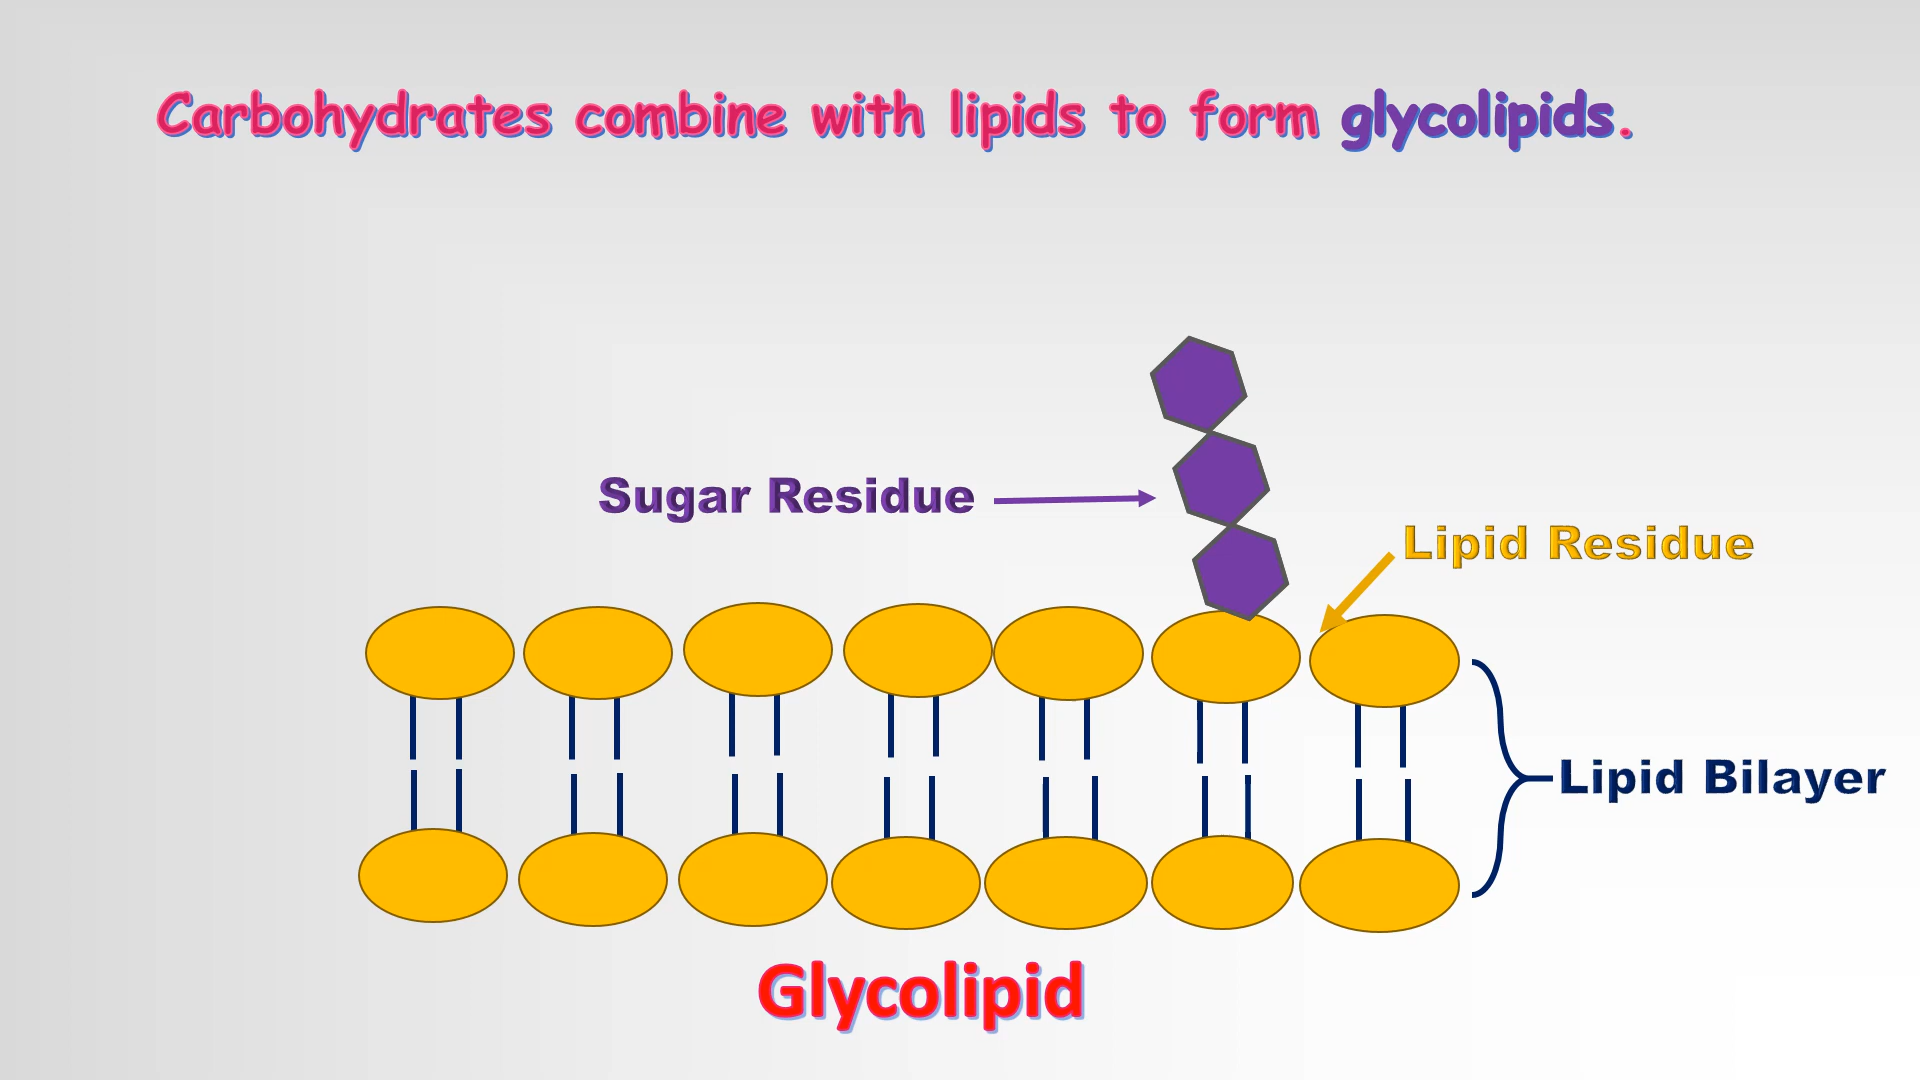 Carbohydrates combine with lipids to form glycolipids.
Sugar Residue
Lipid Residue
Lipid Bilayer
Glycolipid